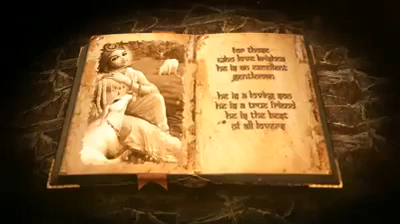 for those
who love krishna
he is an excellent
gentleman
he is a loving son
he is a true friend
he is the best
of all lovers